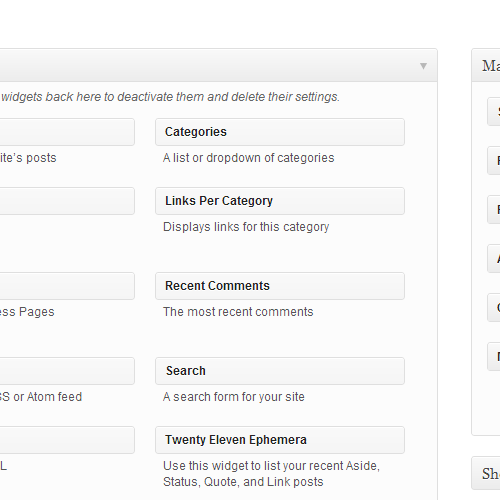 Ma
widgets back here to deactivate them and delete their settings.
Categories
ite's posts
A list or dropdown of categories
Links Per Category
Displays links for this category
Recent Comments
ess Pages
The most recent comments
Search
SS or Atom feed
A search form for your site
Twenty Eleven Ephemera
L
Use this widget to list your recent Aside,
Status, Quote, and Link posts
Sh